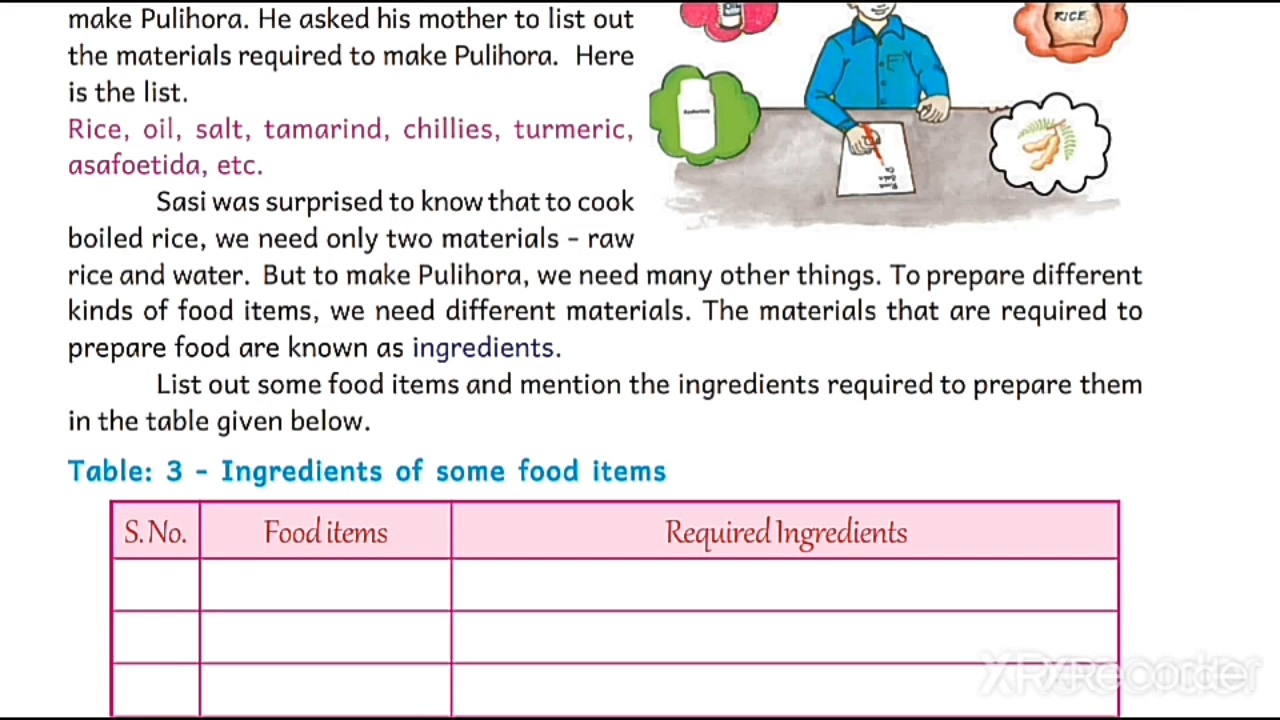 make Pulihora. He asked his mother to list out
the materials required to make Pulihora. Here
is the list.
Rice, oil, salt, tamarind, chillies, turmeric,
asafoetida, etc.
Sasi was surprised to know that to cook
boiled rice, we need only two materials - raw
rice and water. But to make Pulihora, we need many other things. To prepare different
kinds of food items, we need different materials. The materials that are required to
prepare food are known as ingredients.
List out some food items and mention the ingredients required to prepare them
in the table given below.
Table: 3 - Ingredients of some food items
S. No. Food items Required Ingredients
OIL
RICE